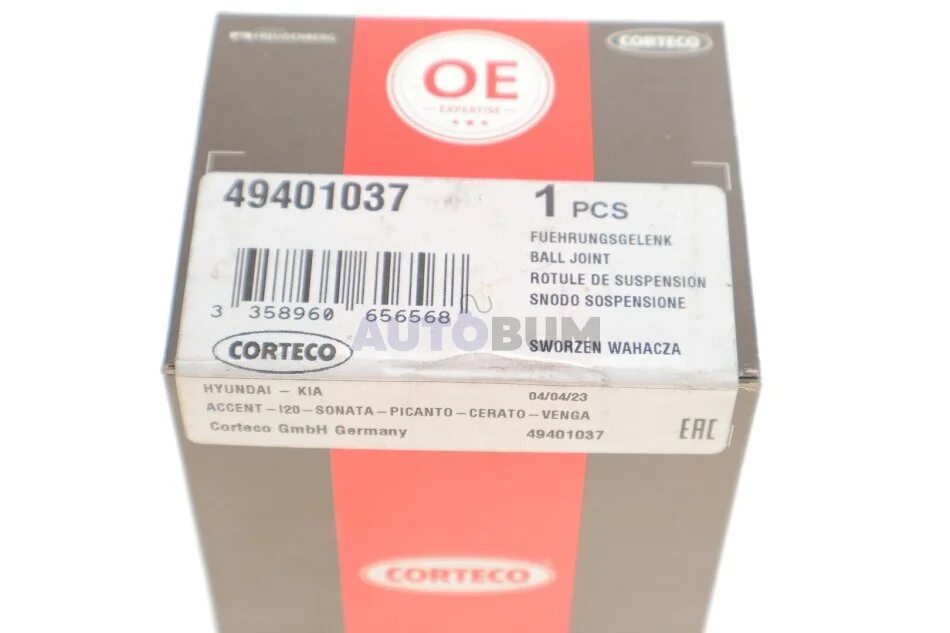 FREUDENBERG
CORTECO
OE
EXPERTISE
49401037
1 PCS
FUEHRUNGSGELENK
BALL JOINT
ROTULE DE SUSPENSION
SNODO SOSPENSIONE
3 358960 656568
AUTOBUM
CORTECO
SWORZEN WAHACZA
HYUNDAI – KIA
04/04/23
ACCENT – I20 – SONATA – PICANTO – CERATO – VENGA
Corteco GmbH Germany
49401037
EAC
CORTECO